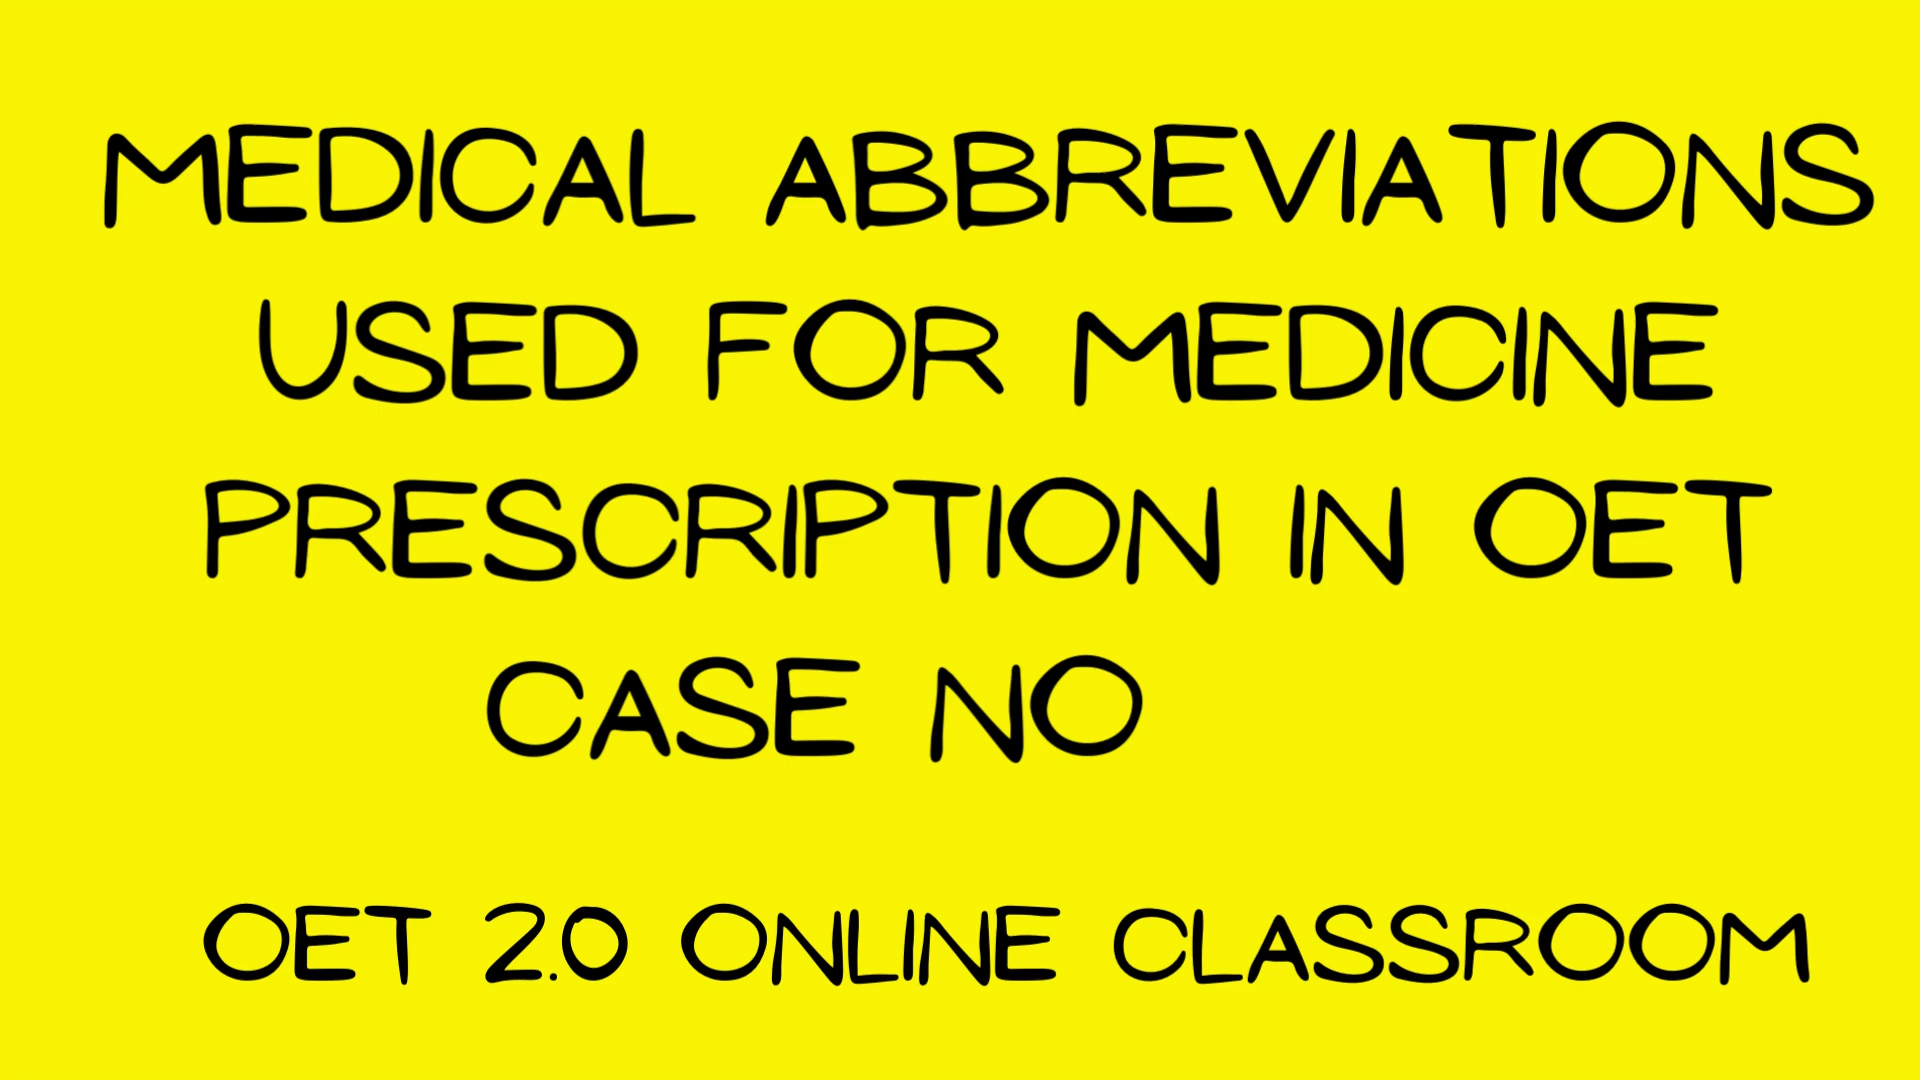 MEDICAL ABBREVIATIONS
USED FOR MEDICINE
PRESCRIPTION IN OET
CASE NO
OET 2.0 ONLINE CLASSROOM